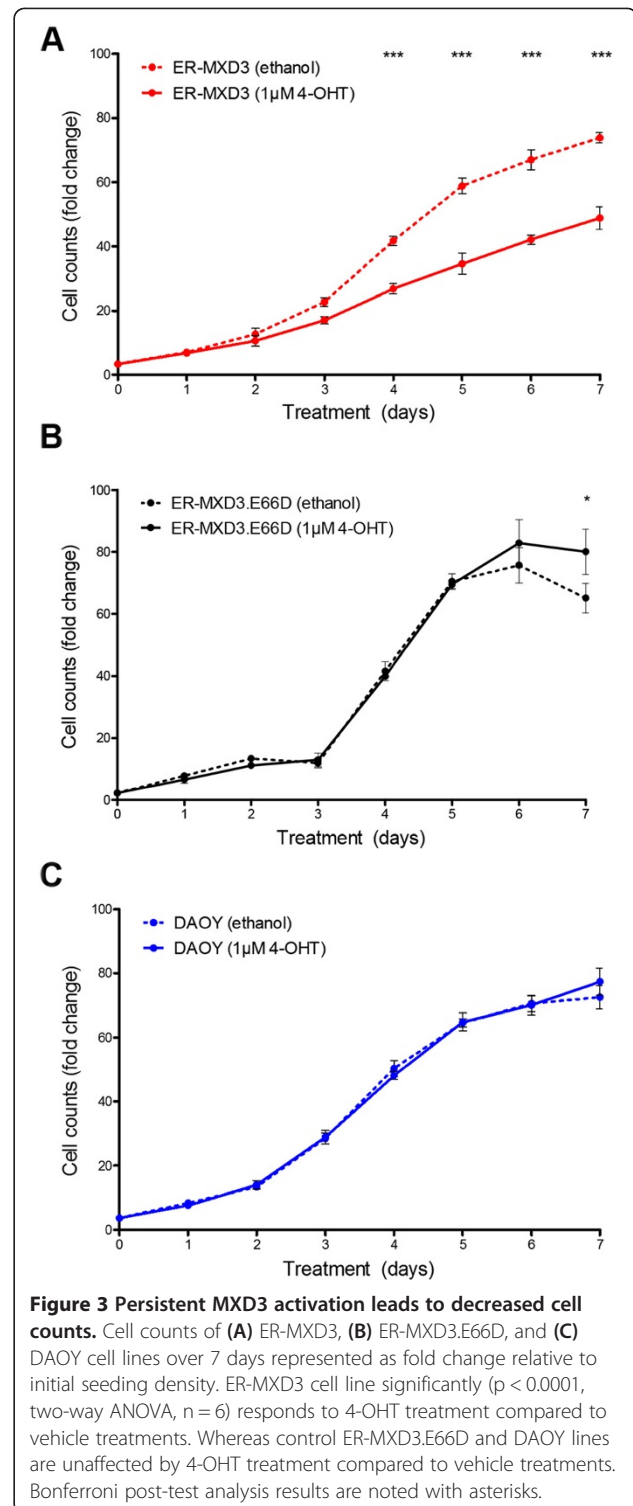 A
*** *** *** ***
ER-MXD3 (ethanol)
ER-MXD3 (1µM 4-OHT)
Cell counts (fold change)
100
80
60
40
20
0
0 1 2 3 4 5 6 7
Treatment (days)
B
*
ER-MXD3.E66D (ethanol)
ER-MXD3.E66D (1µM 4-OHT)
Cell counts (fold change)
100
80
60
40
20
0
0 1 2 3 4 5 6 7
Treatment (days)
C
DAOY (ethanol)
DAOY (1µM 4-OHT)
Cell counts (fold change)
100
80
60
40
20
0
0 1 2 3 4 5 6 7
Treatment (days)
Figure 3 Persistent MXD3 activation leads to decreased cell
counts. Cell counts of (A) ER-MXD3, (B) ER-MXD3.E66D, and (C)
DAOY cell lines over 7 days represented as fold change relative to
initial seeding density. ER-MXD3 cell line significantly (p < 0.0001,
two-way ANOVA, n = 6) responds to 4-OHT treatment compared to
vehicle treatments. Whereas control ER-MXD3.E66D and DAOY lines
are unaffected by 4-OHT treatment compared to vehicle treatments.
Bonferroni post-test analysis results are noted with asterisks.